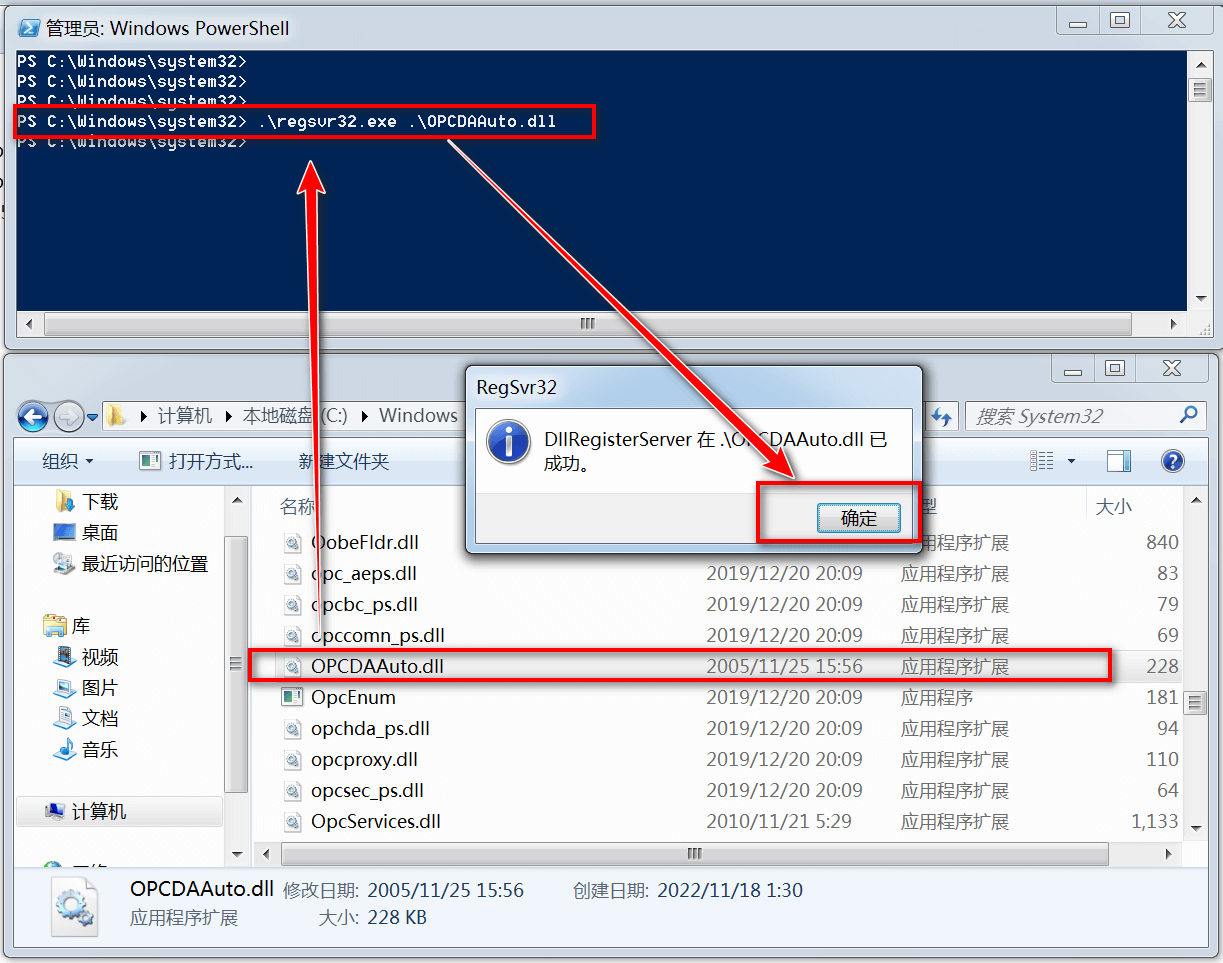 管理员: Windows PowerShell
PS C:\Windows\system32>
PS C:\Windows\system32>
PS C:\Windows\system32>
PS C:\Windows\system32> .\regsvr32.exe .\OPCDAAuto.dll
PS C:\Windows\system32>
计算机 本地磁盘 (C:) Windows
搜索 System32
RegSvr32
DllRegisterServer 在 .\OPCDAAuto.dll 已
成功。
确定
组织 打开方式... 新建文件夹
下载
桌面
最近访问的位置
库
视频
图片
文档
音乐
计算机
名称 型 大小
OobeFldr.dll 用程序扩展 840
opc_aeps.dll 2019/12/20 20:09 应用程序扩展 83
opcbc_ps.dll 2019/12/20 20:09 应用程序扩展 79
opccomn_ps.dll 2019/12/20 20:09 应用程序扩展 69
OPCDAAuto.dll 2005/11/25 15:56 应用程序扩展 228
OpcEnum 2019/12/20 20:09 应用程序 181
opchda_ps.dll 2019/12/20 20:09 应用程序扩展 94
opcproxy.dll 2019/12/20 20:09 应用程序扩展 110
opcsec_ps.dll 2019/12/20 20:09 应用程序扩展 64
OpcServices.dll 2010/11/21 5:29 应用程序扩展 1,133
OPCDAAuto.dll 修改日期: 2005/11/25 15:56 创建日期: 2022/11/18 1:30
应用程序扩展 大小: 228 KB